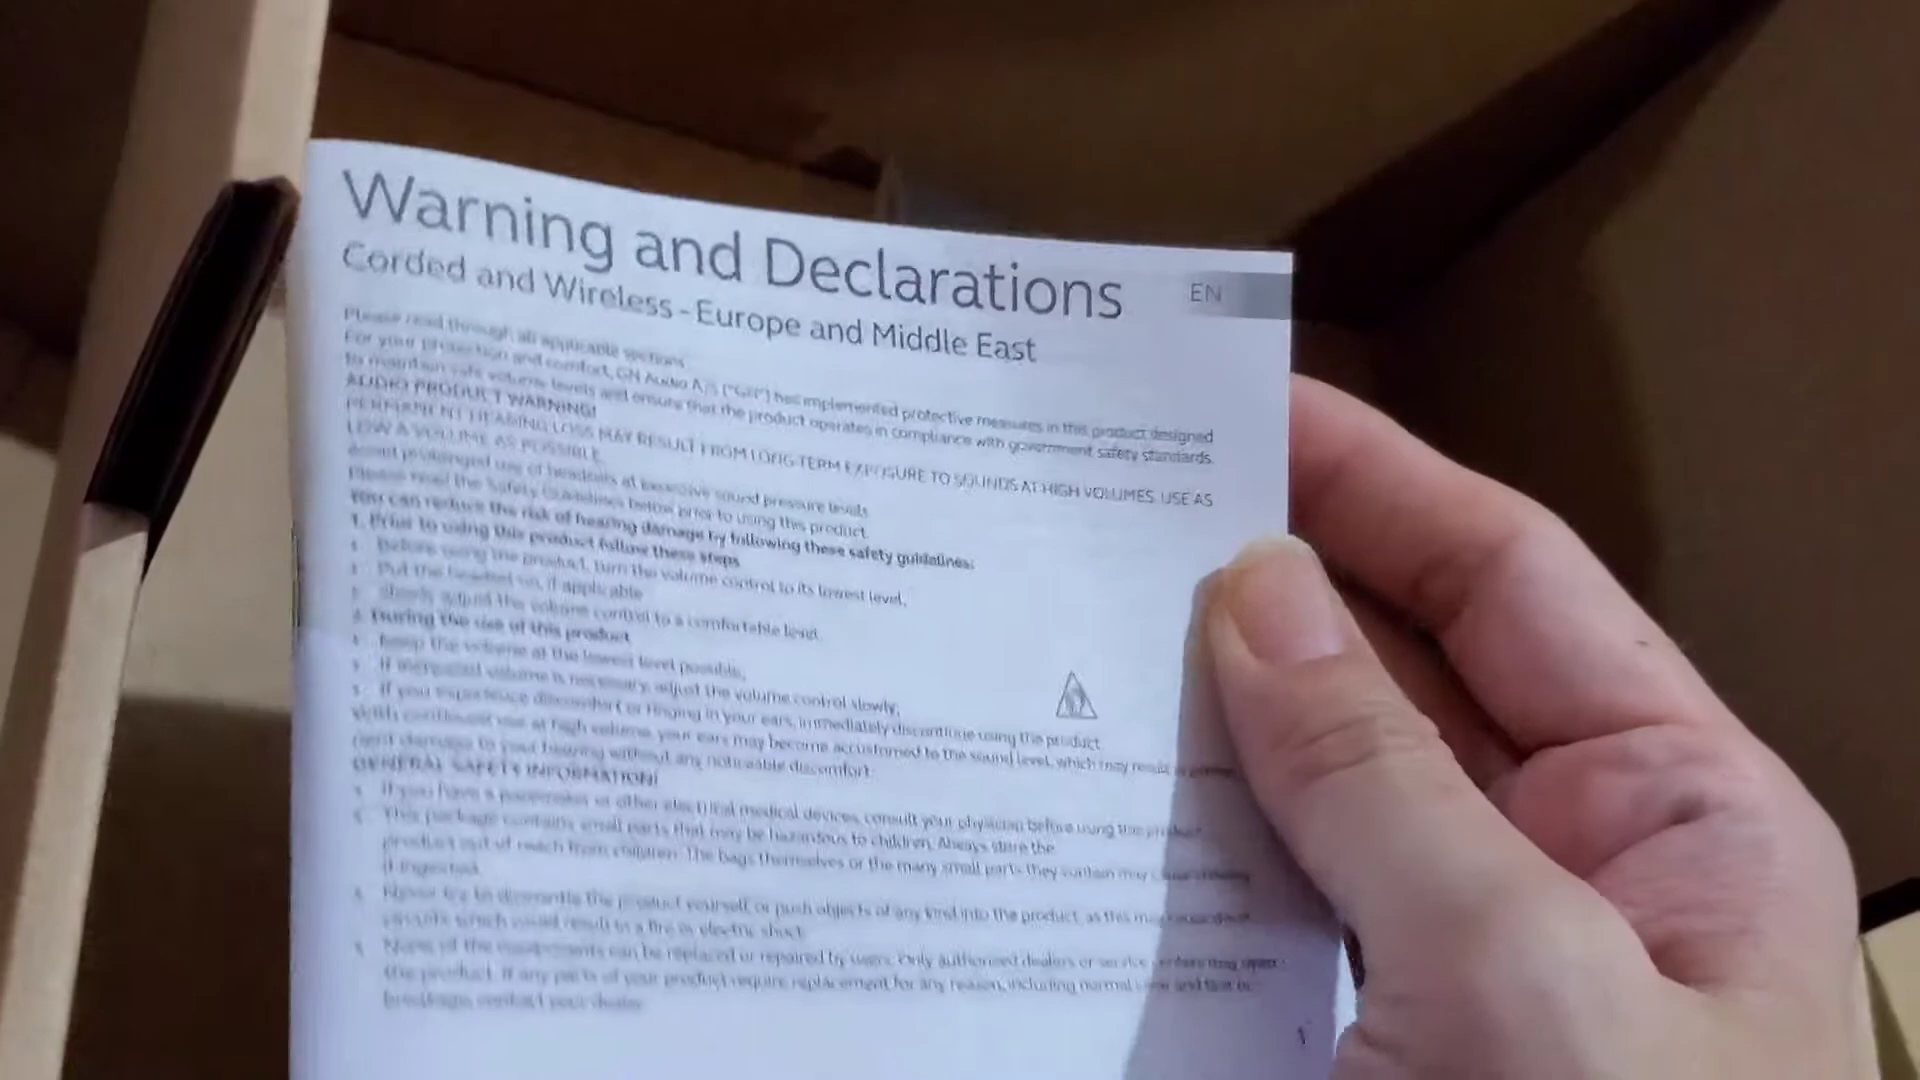 Warning and Declarations
EN
Corded and Wireless - Europe and Middle East
Please read through all applicable sections.
For your protection and comfort, GN Audio A/S ("GN") has implemented protective measures in this product designed
to maintain safe volume levels and ensure that the product operates in compliance with government safety standards.
AUDIO PRODUCT WARNING!
PERMANENT HEARING LOSS MAY RESULT FROM LONG-TERM EXPOSURE TO SOUNDS AT HIGH VOLUMES. USE AS
LOW A VOLUME AS POSSIBLE.
Avoid prolonged use of headsets at excessive sound pressure levels.
Please read the Safety Guidelines below prior to using this product.
You can reduce the risk of hearing damage by following these safety guidelines:
1. Prior to using this product follow these steps
Before using the product, turn the volume control to its lowest level,
Put the headset on, if applicable
Slowly adjust the volume control to a comfortable level.
2. During the use of this product
Keep the volume at the lowest level possible,
If increased volume is necessary, adjust the volume control slowly,
If you experience discomfort or ringing in your ears, immediately discontinue using the product
With continued use at high volume, your ears may become accustomed to the sound level, which may result in
damage to your hearing without any noticeable discomfort.
GENERAL SAFETY INFORMATION!
If you have a pacemaker or other electrical medical devices, consult your physician before using this product.
This package contains small parts that may be hazardous to children. Always store the
product out of reach from children. The bags themselves or the many small parts they contain may cause choking
if ingested.
Never try to dismantle the product yourself, or push objects of any kind into the product, as this may
which could result in a fire or electric shock.
None of the components can be replaced or repaired by users. Only authorised dealers or service centers may open
the product. If any parts of your product require replacement for any reason, including normal wear and tear or
breakage, contact your dealer.
1